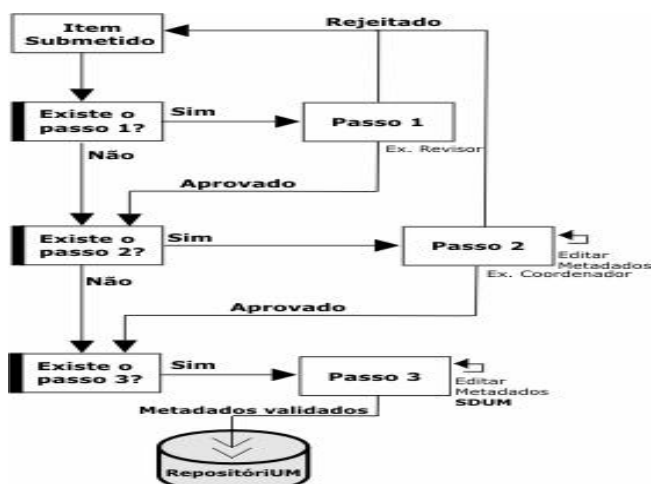 Item
Submetido
Rejeitado
Existe o
passo 1?
Sim
Passo 1
Ex. Revisor
Não
Aprovado
Existe o
passo 2?
Sim
Passo 2
Editar
Metadados
Ex. Coordenador
Não
Aprovado
Existe o
passo 3?
Sim
Passo 3
Editar
Metadados
SDUM
Metadados validados
RepositóriUM